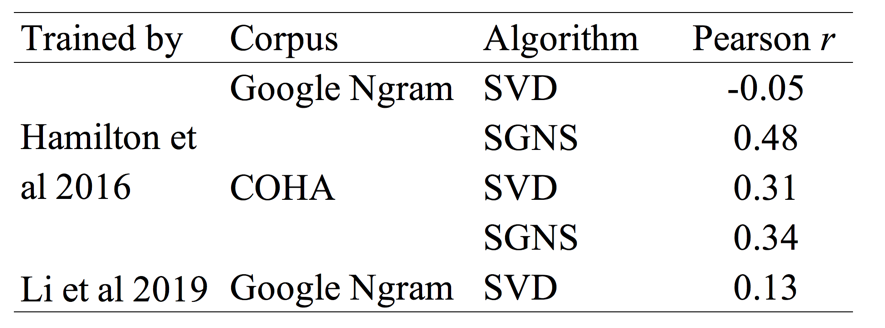 Trained by Corpus Algorithm Pearson r
Google Ngram SVD -0.05
Hamilton et SGNS 0.48
al 2016 COHA SVD 0.31
SGNS 0.34
Li et al 2019 Google Ngram SVD 0.13